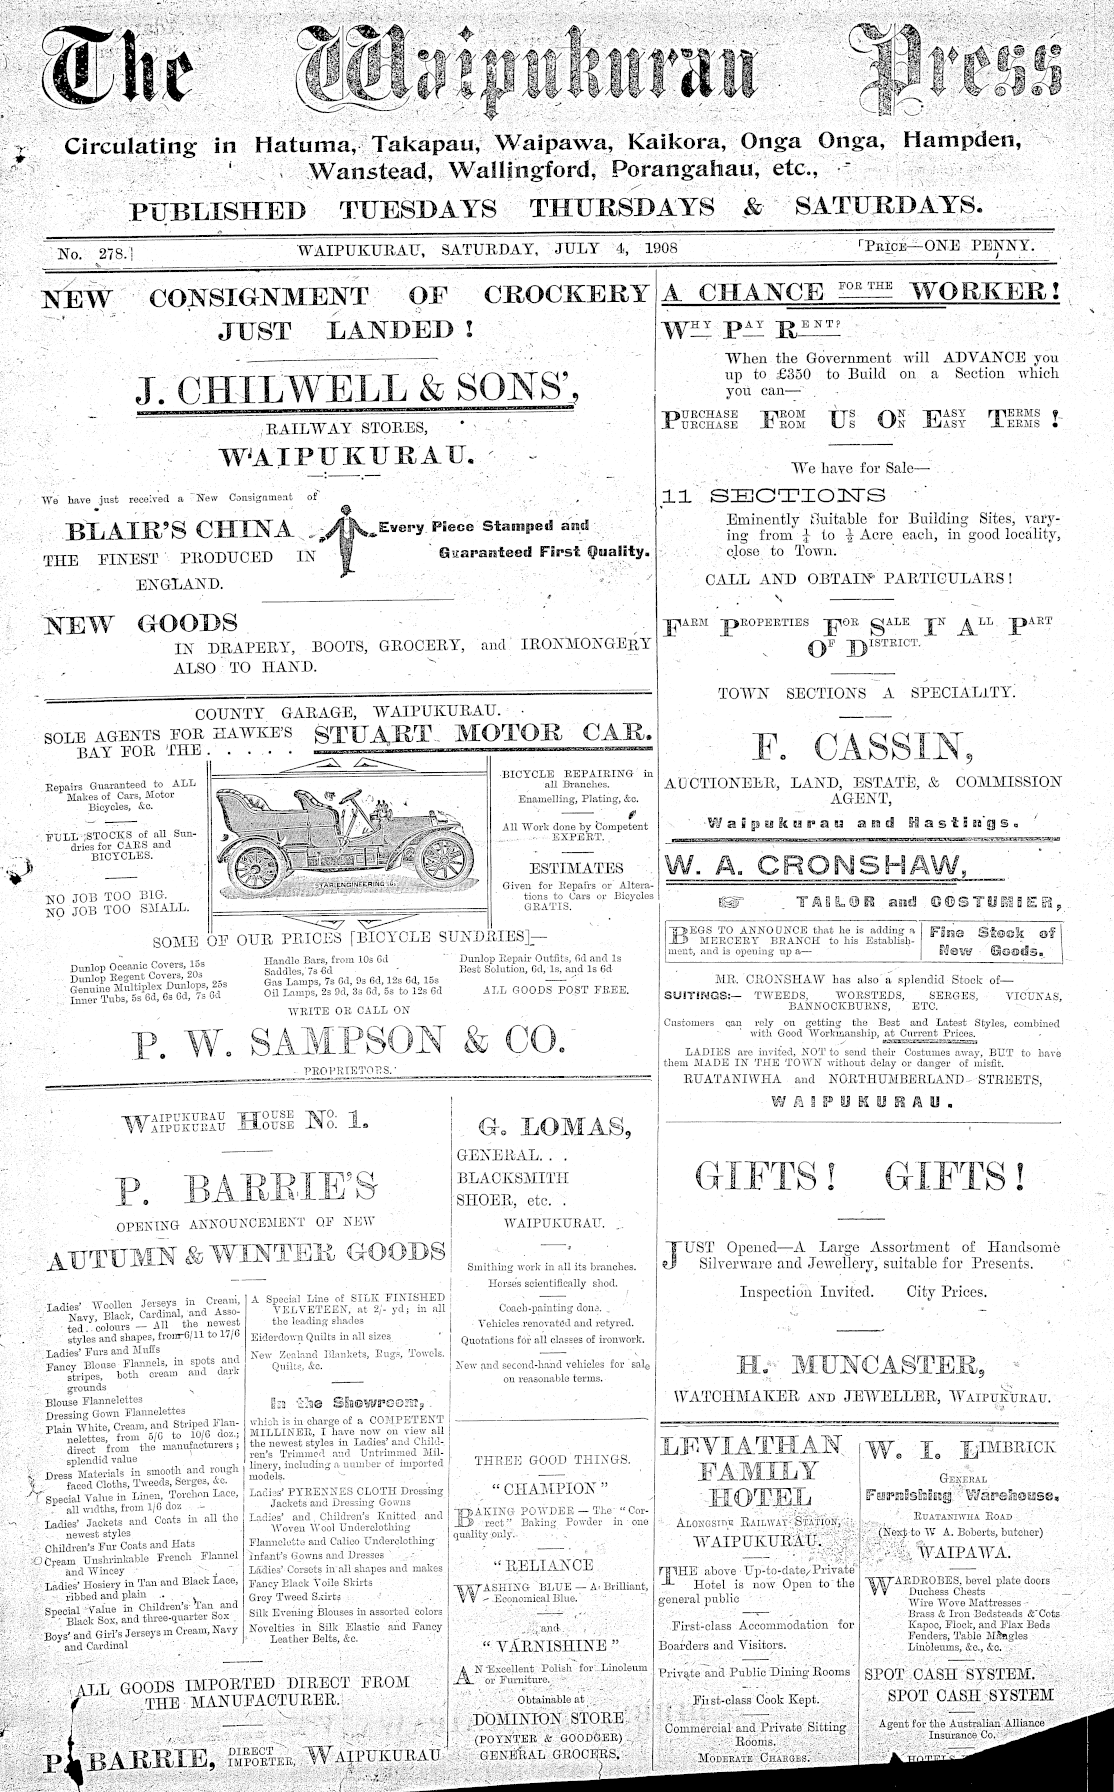 The Waipukurau Press
Circulating in Hatuma, Takapau, Waipawa, Kaikora, Onga Onga, Hampden,
Wanstead, Wallingford, Porangahau, etc.,
PUBLISHED TUESDAYS THURSDAYS & SATURDAYS.
No. 278.]
WAIPUKURAU, SATURDAY, JULY 4, 1908
[PRICE—ONE PENNY.
NEW CONSIGNMENT OF CROCKERY
JUST LANDED!
J. CHILWELL & SONS',
RAILWAY STORES,
WAIPUKURAU.
We have just received a New Consignment of
BLAIR'S CHINA
THE FINEST PRODUCED IN
ENGLAND.
Every Piece Stamped and
Guaranteed First Quality.
NEW GOODS
IN DRAPERY, BOOTS, GROCERY, and IRONMONGERY
ALSO TO HAND.
COUNTY GARAGE, WAIPUKURAU.
SOLE AGENTS FOR HAWKE'S
BAY FOR THE . . . . .
STUART MOTOR CAR.
Repairs Guaranteed to ALL
Makes of Cars, Motor
Bicycles, &c.
FULL STOCKS of all Sun-
dries for CARS and
BICYCLES.
NO JOB TOO BIG.
NO JOB TOO SMALL.
STAR ENGINEERING Co.
BICYCLE REPAIRING in
all Branches.
Enamelling, Plating, &c.
All Work done by Competent
EXPERT.
ESTIMATES
Given for Repairs or Altera-
tions to Cars or Bicycles
GRATIS.
SOME OF OUR PRICES [BICYCLE SUNDRIES]—
Dunlop Oceanic Covers, 15s
Dunlop Regent Covers, 20s
Genuine Multiplex Dunlops, 25s
Inner Tubs, 5s 6d, 6s 6d, 7s 6d
Handle Bars, from 10s 6d
Saddles, 7s 6d
Gas Lamps, 7s 6d, 9s 6d, 12s 6d, 15s
Oil Lamps, 2s 9d, 3s 6d, 5s to 12s 6d
Dunlop Repair Outfits, 6d and 1s
Best Solution, 6d, 1s, and 1s 6d
ALL GOODS POST FREE.
WRITE OR CALL ON
P. W. SAMPSON & CO.
PROPRIETORS.
WAIPUKURAU HOUSE NO. 1.
WAIPUKURAU HOUSE NO. 1.
P. BARRIE'S
OPENING ANNOUNCEMENT OF NEW
AUTUMN & WINTER GOODS
Ladies' Woollen Jerseys in Cream,
Navy, Black, Cardinal, and Asso-
ted colours — All the newest
styles and shapes, from 6/11 to 17/6
Ladies' Furs and Muffs
Fancy Blouse Flannels, in spots and
stripes, both cream and dark
grounds
Blouse Flannelettes
Dressing Gown Flannelettes
Plain White, Cream, and Striped Flan-
nelettes, from 5/6 to 10/6 doz.;
direct from the manufacturers;
splendid value
Dress Materials in smooth and rough
faced Cloths, Tweeds, Serges, &c.
Special Value in Linen, Torchon Lace,
all widths, from 1/6 doz
Ladies' Jackets and Coats in all the
newest styles
Children's Fur Coats and Hats
Cream Unshrinkable French Flannel
and Wincey
Ladies' Hosiery in Tan and Black Lace,
ribbed and plain
Special Value in Children's Tan and
Black Sox, and three-quarter Sox
Boys' and Girl's Jerseys in Cream, Navy
and Cardinal
A Special Line of SILK FINISHED
VELVETEEN, at 2/- yd; in all
the leading shades
Eiderdown Quilts in all sizes
New Zealand Blankets, Rugs, Towels.
Quilts, &c.
In the Showroom,
which is in charge of a COMPETENT
MILLINER, I have now on view all
the newest styles in Ladies' and Child-
ren's Trimmed and Untrimmed Mil-
linery, including a number of imported
models.
Ladies' PYRENNES CLOTH Dressing
Jackets and Dressing Gowns
Ladies' and Children's Knitted and
Woven Wool Underclothing
Flannelette and Calico Underclothing
Infant's Gowns and Dresses
Ladies' Corsets in all shapes and makes
Fancy Black Voile Skirts
Grey Tweed Skirts
Silk Evening Blouses in assorted colors
Novelties in Silk Elastic and Fancy
Leather Belts, &c.
ALL GOODS IMPORTED DIRECT FROM
THE MANUFACTURER.
P. BARRIE, DIRECT IMPORTER, WAIPUKURAU
G. LOMAS,
GENERAL. . .
BLACKSMITH
SHOER, etc. .
WAIPUKURAU.
Smithing work in all its branches.
Horses scientifically shod.
Coach-painting done.
Vehicles renovated and retyred.
Quotations for all classes of ironwork.
New and second-hand vehicles for sale
on reasonable terms.
THREE GOOD THINGS.
"CHAMPION"
BAKING POWDER — The "Cor-
rect" Baking Powder in one
quality only.
"RELIANCE
WASHING BLUE — A Brilliant,
Economical Blue.
and
"VARNISHINE"
AN Excellent Polish for Linoleum
or Furniture.
Obtainable at
DOMINION STORE
(POYNTER & GOODGER)
GENERAL GROCERS.
A CHANCE FOR THE WORKER!
WHY PAY RENT?
When the Government will ADVANCE you
up to £350 to Build on a Section which
you can—
PURCHASE FROM US ON EASY TERMS!
PURCHASE FROM US ON EASY TERMS!
We have for Sale—
11 SECTIONS
Eminently Suitable for Building Sites, vary-
ing from ¼ to ½ Acre each, in good locality,
close to Town.
CALL AND OBTAIN PARTICULARS!
FARM PROPERTIES FOR SALE IN ALL PART
OF DISTRICT.
TOWN SECTIONS A SPECIALITY.
F. CASSIN,
AUCTIONEER, LAND, ESTATE, & COMMISSION
AGENT,
Waipukurau and Hastings.
W. A. CRONSHAW,
TAILOR and COSTUMIER,
BEGS TO ANNOUNCE that he is adding a
MERCERY BRANCH to his Establish-
ment, and is opening up a—
Fine Stock of
New Goods.
MR. CRONSHAW has also a splendid Stock of—
SUITINGS:— TWEEDS, WORSTEDS, SERGES, VICUNAS,
BANNOCKBURNS, ETC.
Customers can rely on getting the Best and Latest Styles, combined
with Good Workmanship, at Current Prices.
LADIES are invited, NOT to send their Costumes away, BUT to have
them MADE IN THE TOWN without delay or danger of misfit.
RUATANIWHA and NORTHUMBERLAND STREETS,
WAIPUKURAU.
GIFTS! GIFTS!
JUST Opened—A Large Assortment of Handsome
Silverware and Jewellery, suitable for Presents.
Inspection Invited. City Prices.
H. MUNCASTER,
WATCHMAKER AND JEWELLER, WAIPUKURAU.
LEVIATHAN
FAMILY
HOTEL
ALONGSIDE RAILWAY STATION,
WAIPUKURAU.
THE above Up-to-date Private
Hotel is now Open to the
general public
First-class Accommodation for
Boarders and Visitors.
Private and Public Dining Rooms
First-class Cook Kept.
Commercial and Private Sitting
Rooms.
MODERATE CHARGES.
W. I. LIMBRICK
GENERAL
Furnishing Warehouse.
RUATANIWHA ROAD
(Next to W A. Boberts, butcher)
WAIPAWA.
WARDROBES, bevel plate doors
Duchess Chests
Wire Wove Mattresses
Brass & Iron Bedsteads & Cots
Kapoc, Flock, and Flax Beds
Fenders, Table Mangles
Linoleums, &c., &c.
SPOT CASH SYSTEM.
SPOT CASH SYSTEM
Agent for the Australian Alliance
Insurance Co.